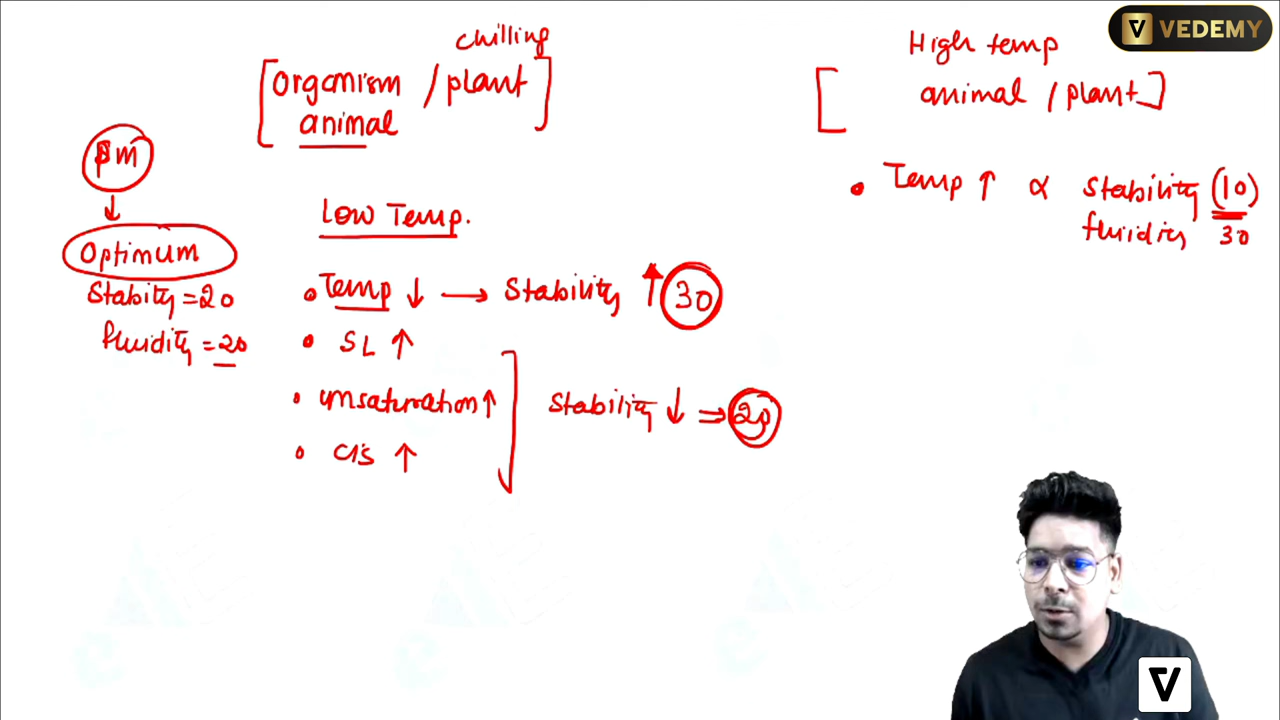 VEDEMY
chilling
[organism / plant]
animal
PM
↓
Optimum
Stabity = 20
fluidity = 20
Low Temp.
• Temp ↓ → Stability ↑ 30
• SL ↑
• unsaturation ↑
• Cis ↑
Stability ↓ ⇒ 20
High temp
[animal / plant]
• Temp ↑ ∝ Stability (10)
fluidity 30